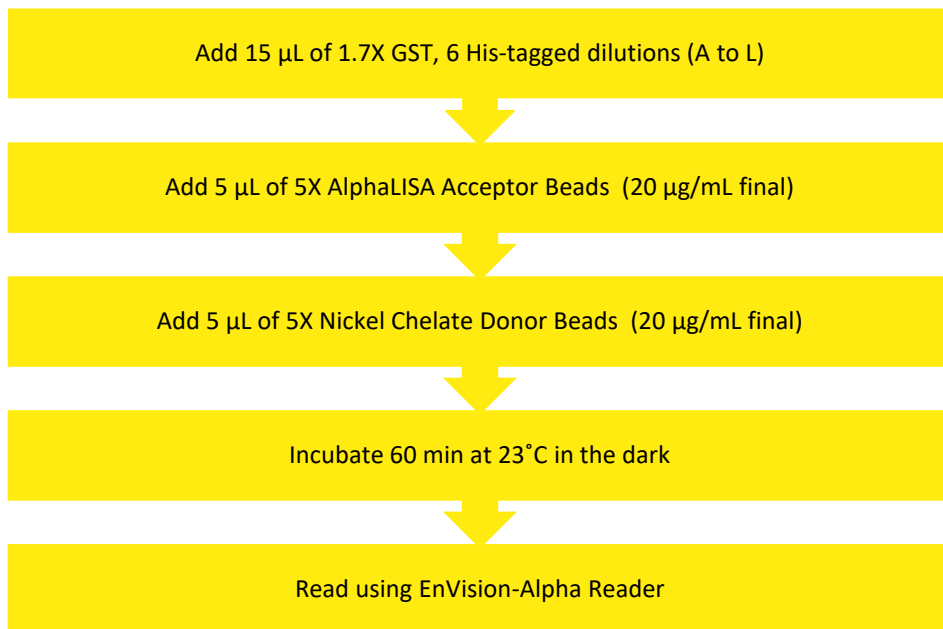 Add 15 µL of 1.7X GST, 6 His-tagged dilutions (A to L)
Add 5 µL of 5X AlphaLISA Acceptor Beads  (20 µg/mL final)
Add 5 µL of 5X Nickel Chelate Donor Beads  (20 µg/mL final)
Incubate 60 min at 23˚C in the dark
Read using EnVision-Alpha Reader